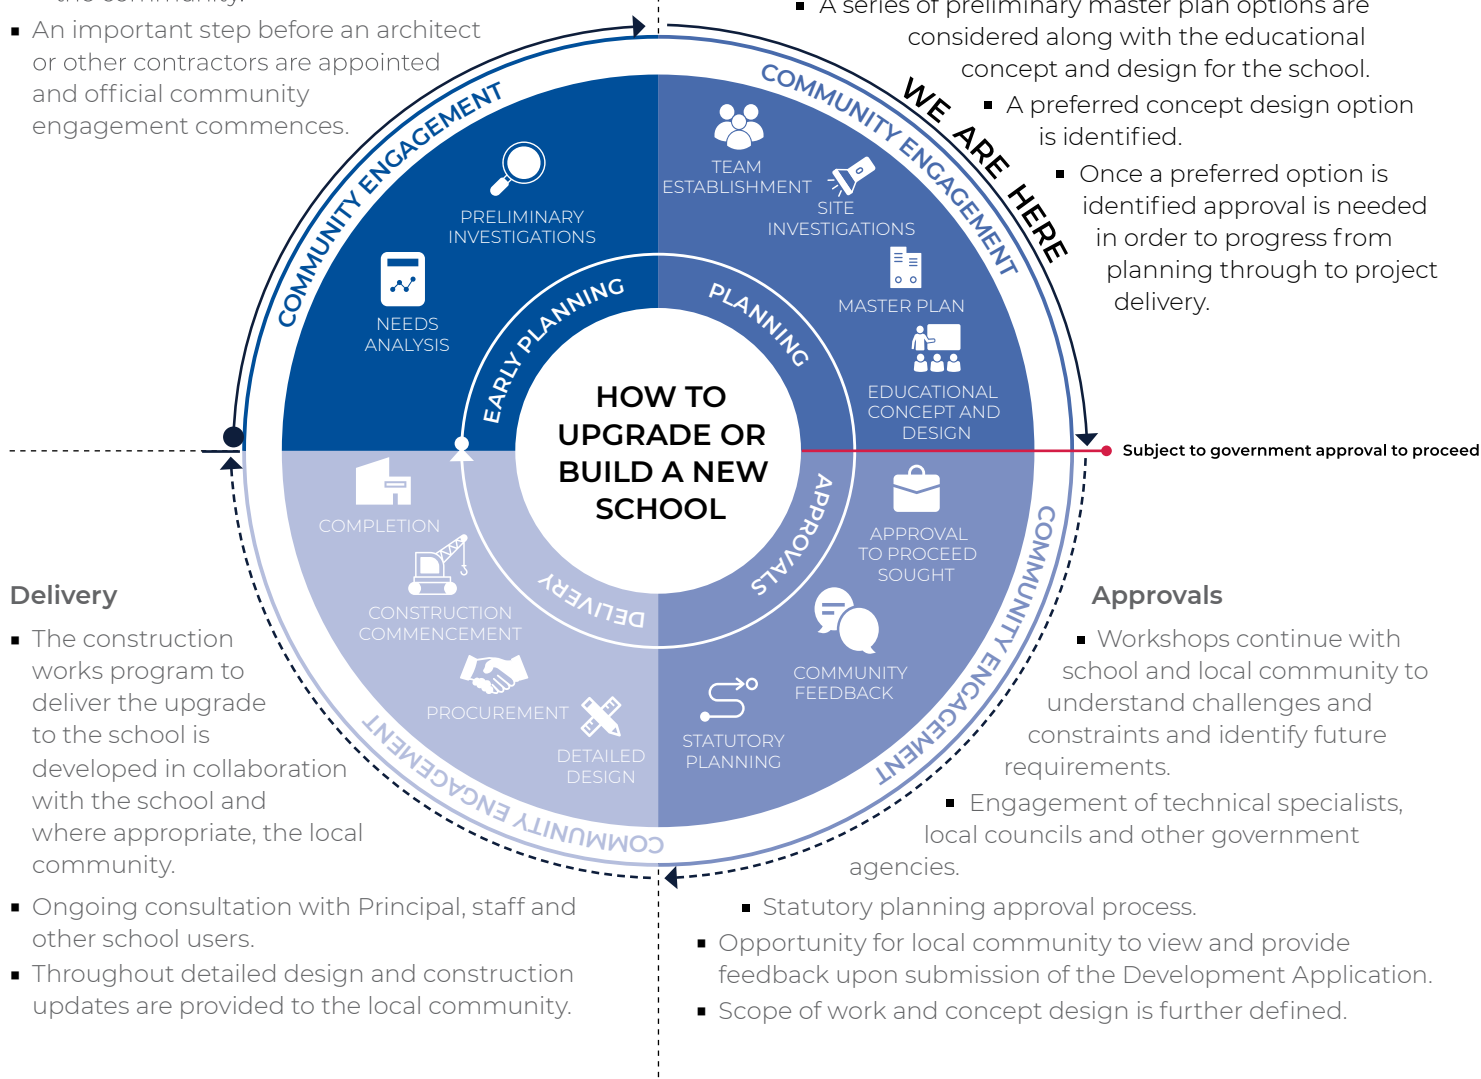 the community.
An important step before an architect
or other contractors are appointed
and official community
engagement commences.
A series of preliminary master plan options are
considered along with the educational
concept and design for the school.
A preferred concept design option
is identified.
Once a preferred option is
identified approval is needed
in order to progress from
planning through to project
delivery.
WE ARE HERE
COMMUNITY ENGAGEMENT
COMMUNITY ENGAGEMENT
PRELIMINARY
INVESTIGATIONS
NEEDS
ANALYSIS
EARLY PLANNING
TEAM
ESTABLISHMENT
SITE
INVESTIGATIONS
MASTER PLAN
EDUCATIONAL
CONCEPT AND
DESIGN
PLANNING
HOW TO
UPGRADE OR
BUILD A NEW
SCHOOL
Subject to government approval to proceed
APPROVALS
APPROVAL
TO PROCEED
SOUGHT
COMMUNITY
FEEDBACK
STATUTORY
PLANNING
COMMUNITY ENGAGEMENT
DELIVERY
COMPLETION
CONSTRUCTION
COMMENCEMENT
PROCUREMENT
DETAILED
DESIGN
COMMUNITY ENGAGEMENT
Delivery
The construction
works program to
deliver the upgrade
to the school is
developed in collaboration
with the school and
where appropriate, the local
community.
Ongoing consultation with Principal, staff and
other school users.
Throughout detailed design and construction
updates are provided to the local community.
Approvals
Workshops continue with
school and local community to
understand challenges and
constraints and identify future
requirements.
Engagement of technical specialists,
local councils and other government
agencies.
Statutory planning approval process.
Opportunity for local community to view and provide
feedback upon submission of the Development Application.
Scope of work and concept design is further defined.